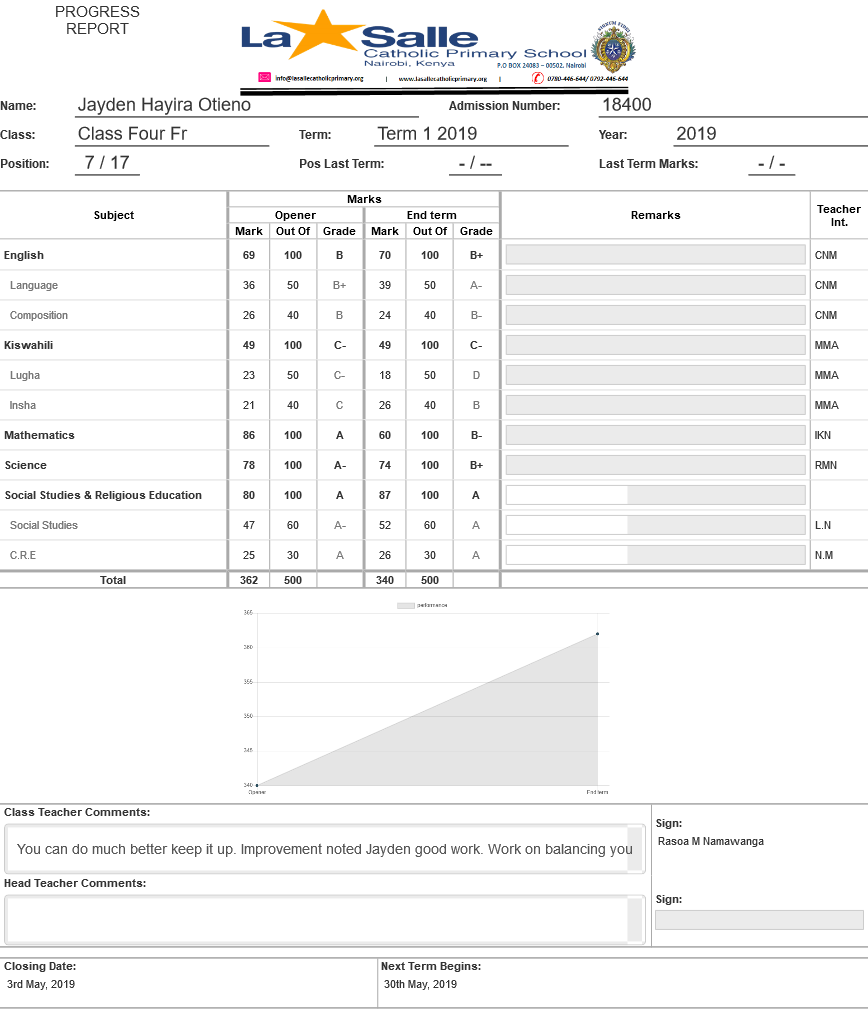 PROGRESS
REPORT
La Salle
Catholic Primary School
Nairobi, Kenya
P.O BOX 24083 – 00502, Nairobi
info@lasallecatholicprimary.org | www.lasallecatholicprimary.org | 0780-446-644/ 0792-446-644
Name: Jayden Hayira Otieno Admission Number: 18400
Class: Class Four Fr Term: Term 1 2019 Year: 2019
Position: 7 / 17 Pos Last Term: - / -- Last Term Marks: - / -
Marks
Subject Opener End term Remarks Teacher Int.
Mark Out Of Grade Mark Out Of Grade
English 69 100 B 70 100 B+ CNM
Language 36 50 B+ 39 50 A- CNM
Composition 26 40 B 24 40 B- CNM
Kiswahili 49 100 C- 49 100 C- MMA
Lugha 23 50 C- 18 50 D MMA
Insha 21 40 C 26 40 B MMA
Mathematics 86 100 A 60 100 B- IKN
Science 78 100 A- 74 100 B+ RMN
Social Studies & Religious Education 80 100 A 87 100 A
Social Studies 47 60 A- 52 60 A L.N
C.R.E 25 30 A 26 30 A N.M
Total 362 500 340 500
performance
365
360
355
350
345
340
Opener End term
Class Teacher Comments:
You can do much better keep it up. Improvement noted Jayden good work. Work on balancing you
Sign:
Rasoa M Namawanga
Head Teacher Comments:
Sign:
Closing Date: Next Term Begins:
3rd May, 2019 30th May, 2019